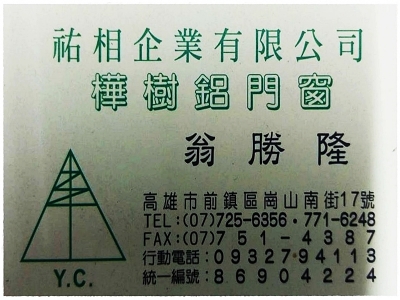 祐相企業有限公司
樺樹鋁門窗
翁勝隆
高雄市前鎮區崗山南街17號
TEL:(07)725-6356·771-6248
FAX:(07)751-4387
行動電話:09327-94113
統一編號:86904224
Y.C.